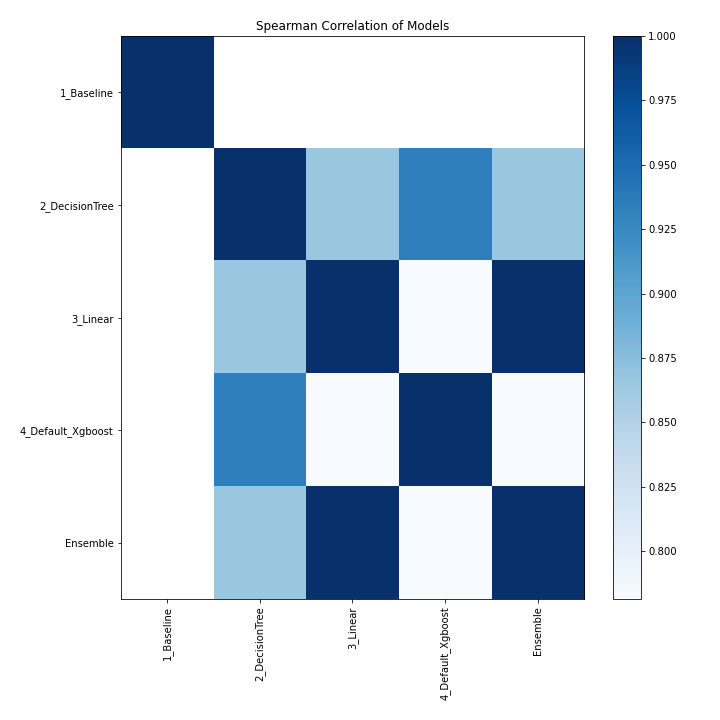 Spearman Correlation of Models
1_Baseline
2_DecisionTree
3_Linear
4_Default_Xgboost
Ensemble
1_Baseline
2_DecisionTree
3_Linear
4_Default_Xgboost
Ensemble
1.000
0.975
0.950
0.925
0.900
0.875
0.850
0.825
0.800